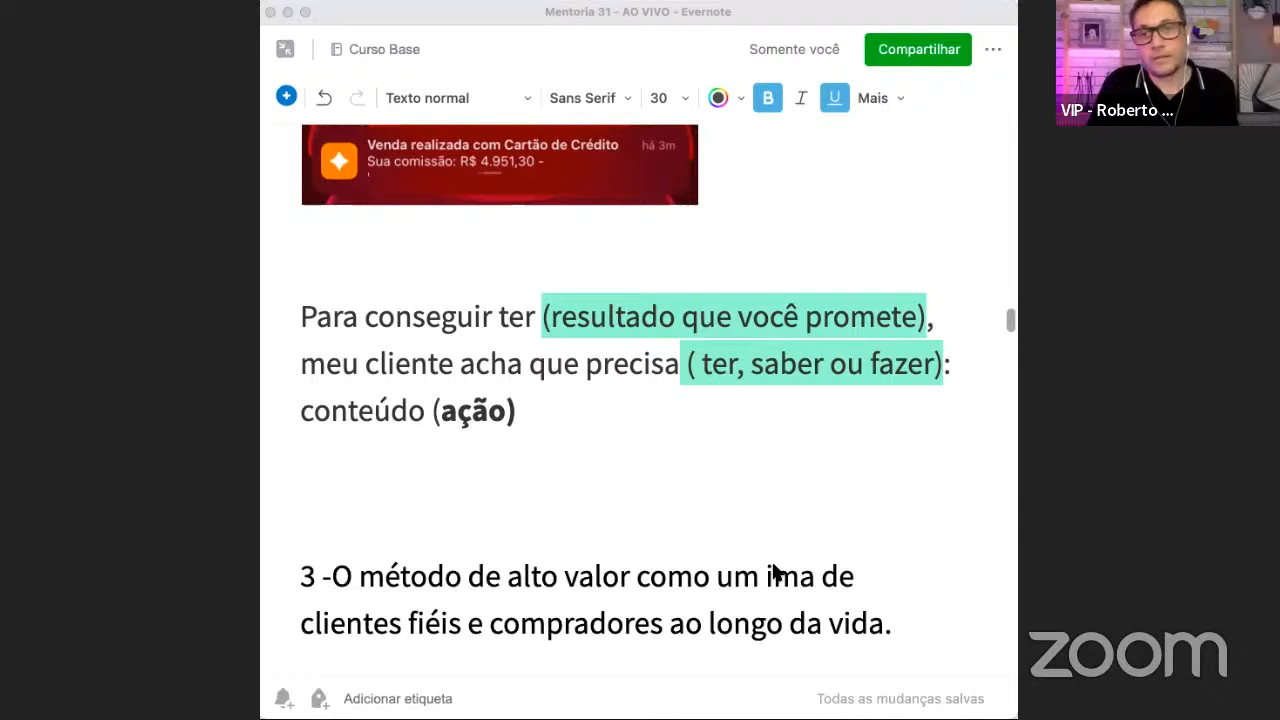 Mentoria 31 - AO VIVO - Evernote
Curso Base
Somente você
Compartilhar
Texto normal
Sans Serif
30
B
I
U
Mais
Venda realizada com Cartão de Crédito
há 3m
Sua comissão: R$ 4.951,30 -
Para conseguir ter (resultado que você promete),
meu cliente acha que precisa ( ter, saber ou fazer):
conteúdo (ação)
3 -O método de alto valor como um ima de
clientes fiéis e compradores ao longo da vida.
Adicionar etiqueta
Todas as mudanças salvas
VIP - Roberto ...
zoom